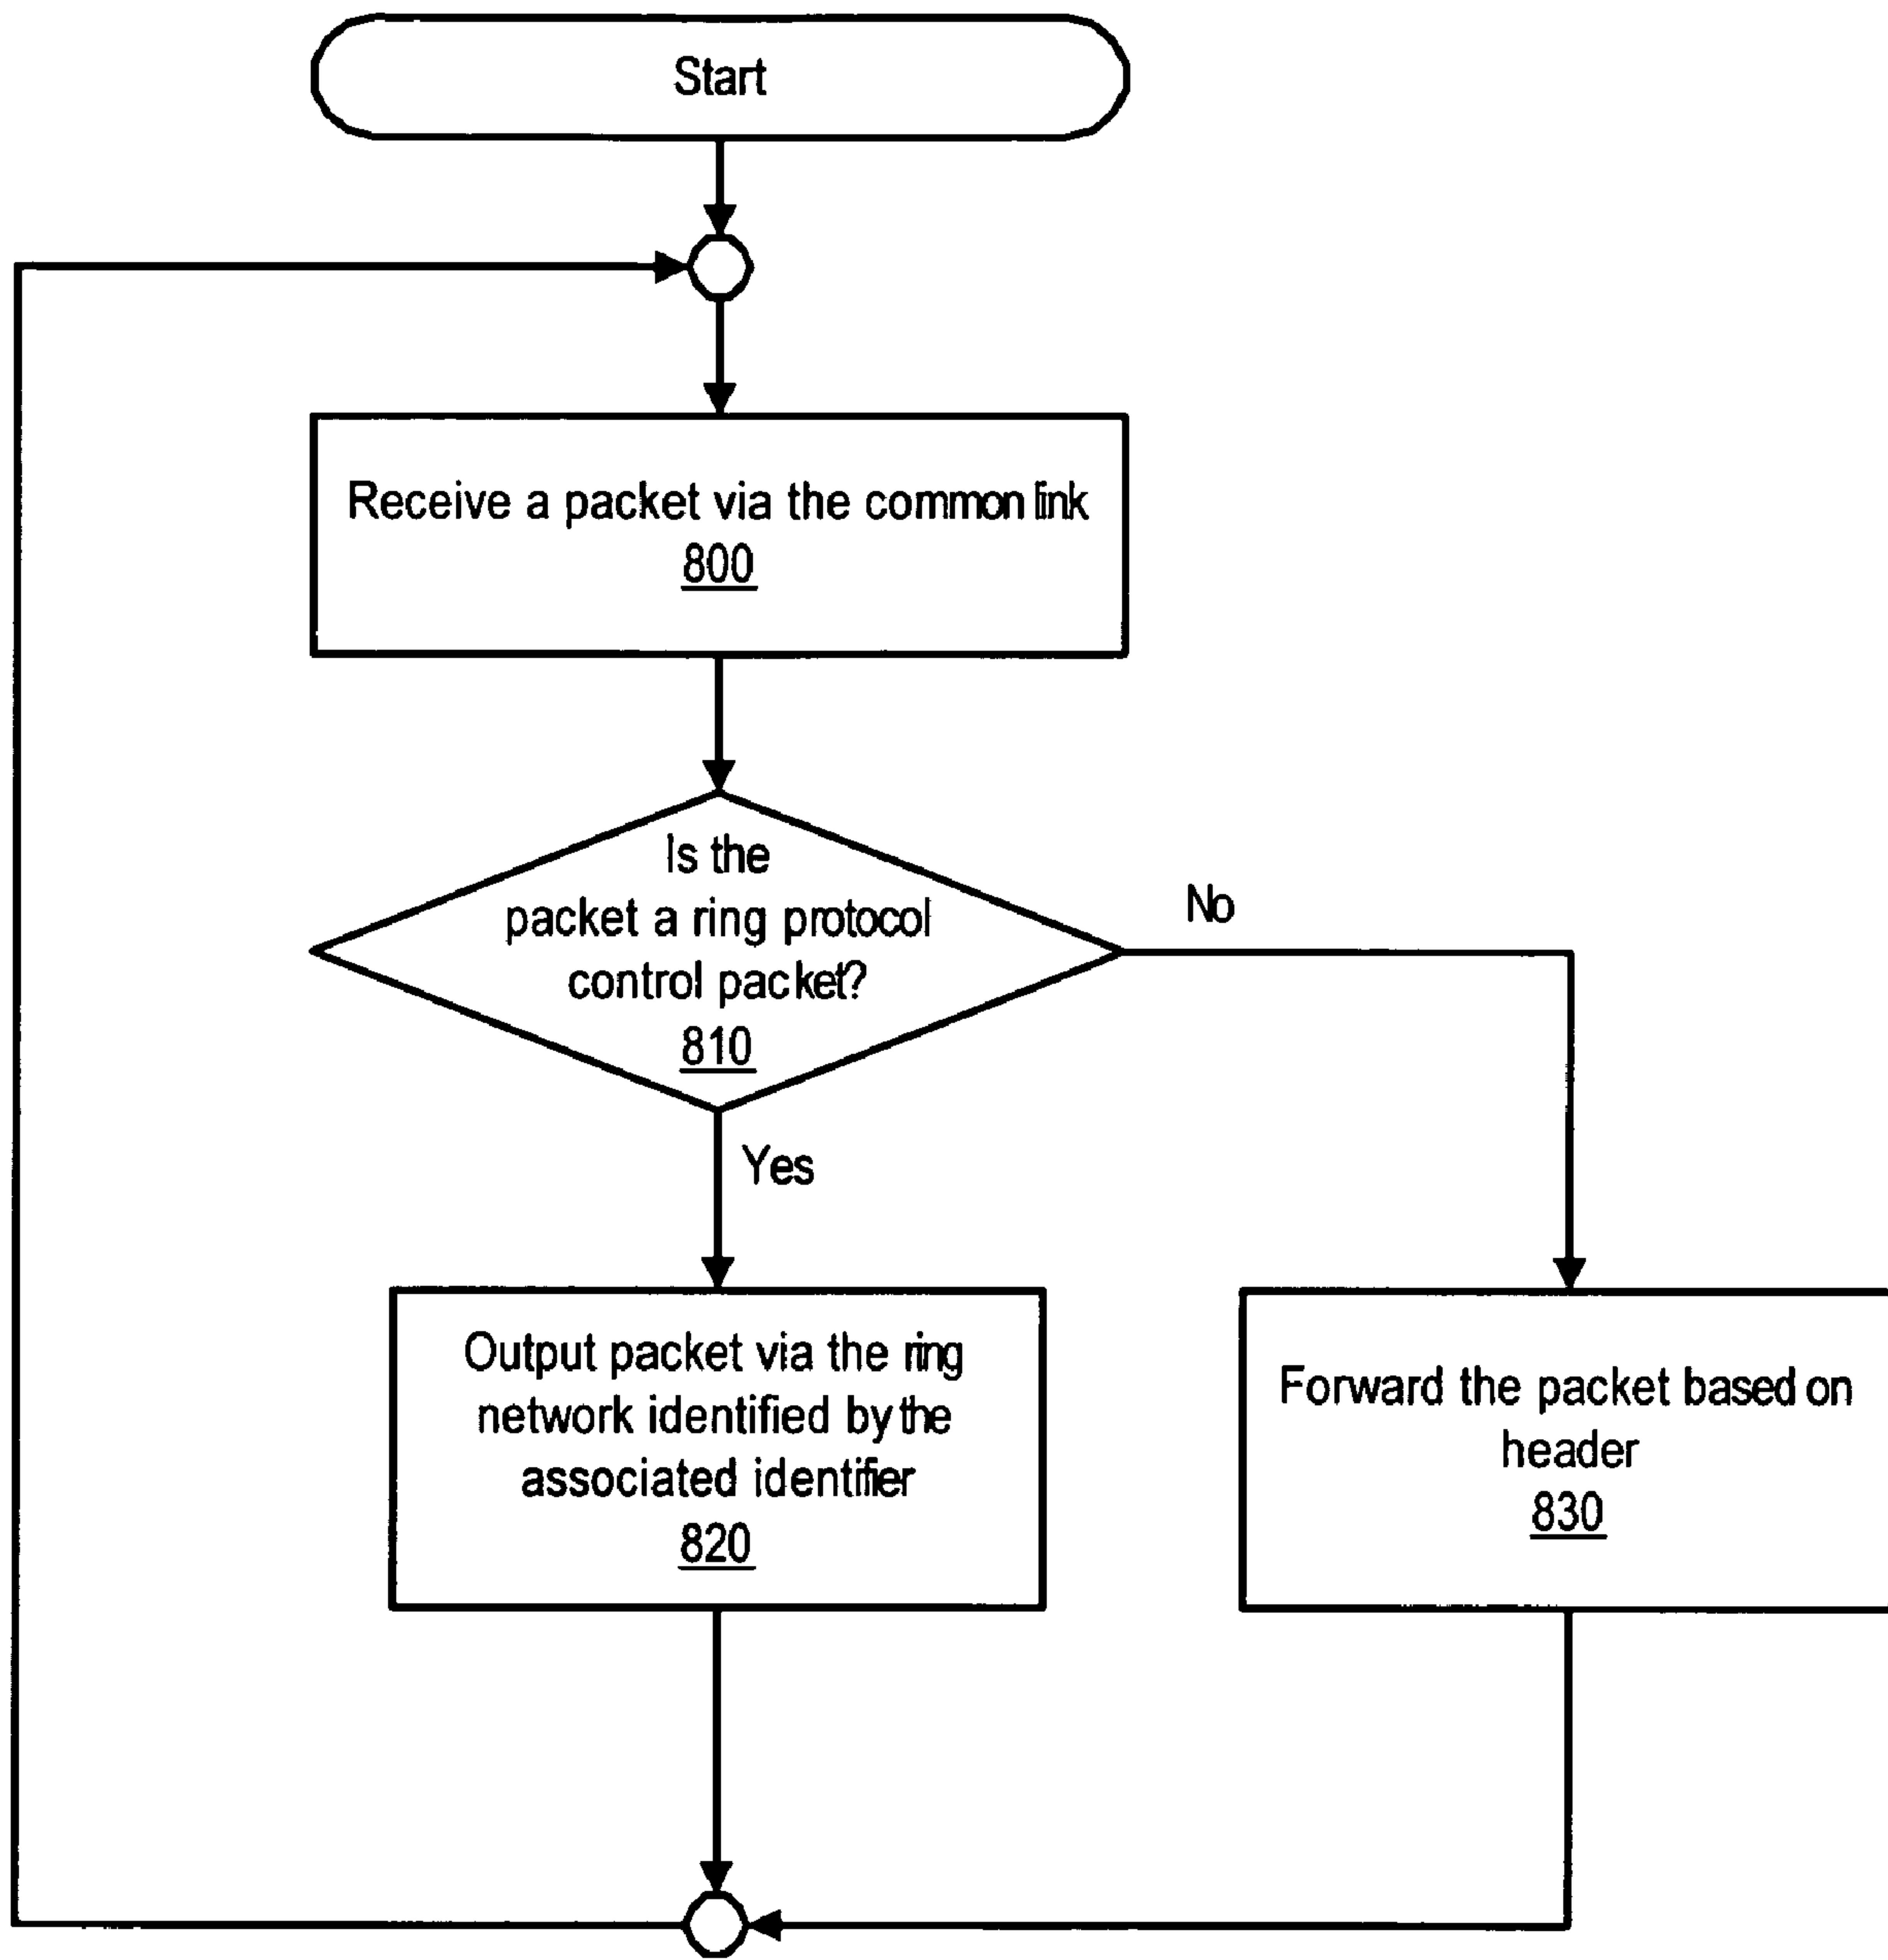 Start
Receive a packet via the common link
800
Is the
packet a ring protocol
control packet?
810
No
Yes
Output packet via the ring
network identified by the
associated identifier
820
Forward the packet based on
header
830